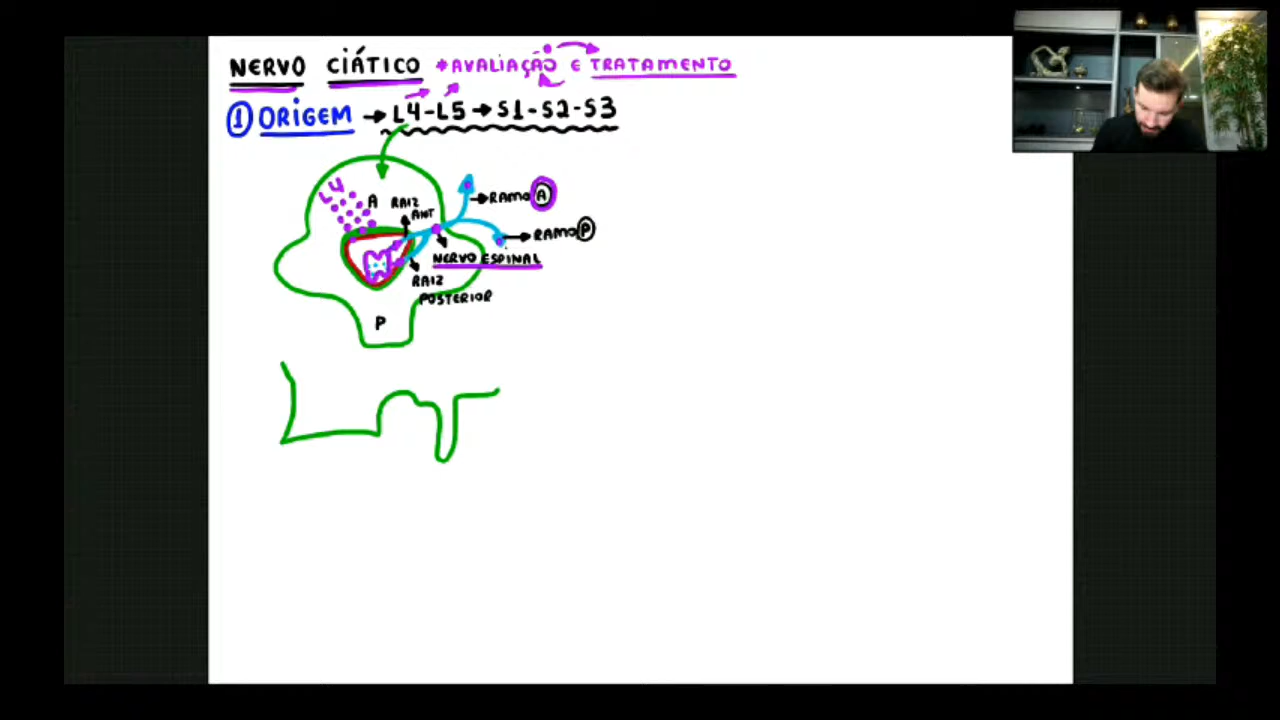 NERVO CIÁTICO *AVALIAÇÃO E TRATAMENTO
① ORIGEM → L4-L5 → S1-S2-S3
L4
A
RAIZ
ANT
→RAMO Ⓐ
→RAMO Ⓟ
NERVO ESPINAL
RAIZ
POSTERIOR
P